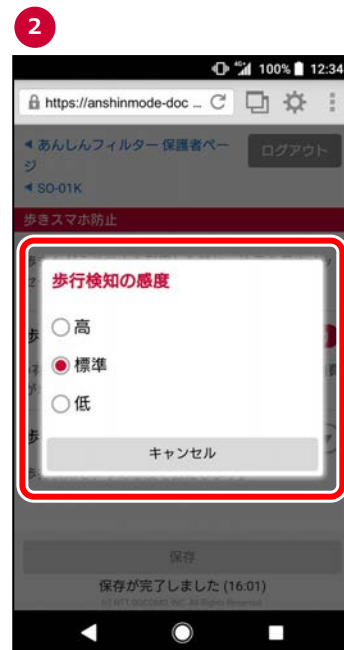 2
4G 100% 12:34
https://anshinmode-doc ...
◀ あんしんフィルター 保護者ペー
ジ
ログアウト
◀ SO-01K
歩きスマホ防止
歩行検知の感度
高
標準
低
キャンセル
保存
保存が完了しました (16:01)